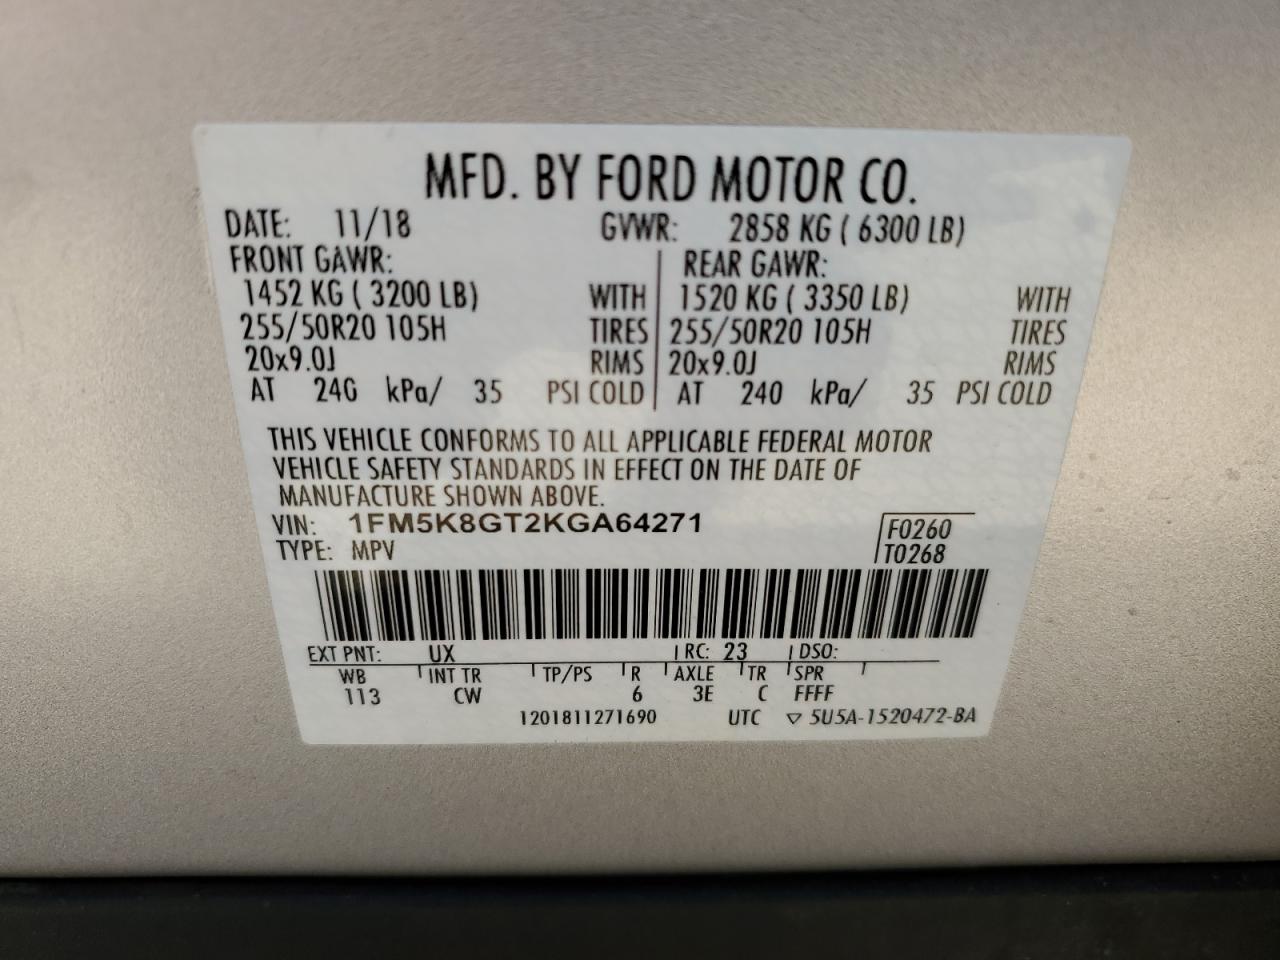 MFD. BY FORD MOTOR CO.
DATE: 11/18 GVWR: 2858 KG ( 6300 LB)
FRONT GAWR: REAR GAWR:
1452 KG ( 3200 LB) WITH 1520 KG ( 3350 LB) WITH
255/50R20 105H TIRES 255/50R20 105H TIRES
20x9.0J RIMS 20x9.0J RIMS
AT 240 kPa/ 35 PSI COLD AT 240 kPa/ 35 PSI COLD
THIS VEHICLE CONFORMS TO ALL APPLICABLE FEDERAL MOTOR
VEHICLE SAFETY STANDARDS IN EFFECT ON THE DATE OF
MANUFACTURE SHOWN ABOVE.
VIN: 1FM5K8GT2KGA64271 F0260
TYPE: MPV T0268
EXT PNT: UX RC: 23 DSO:
WB INT TR TP/PS R AXLE TR SPR
113 CW 6 3E C FFFF
1201811271690 UTC ▽ 5U5A-1520472-BA